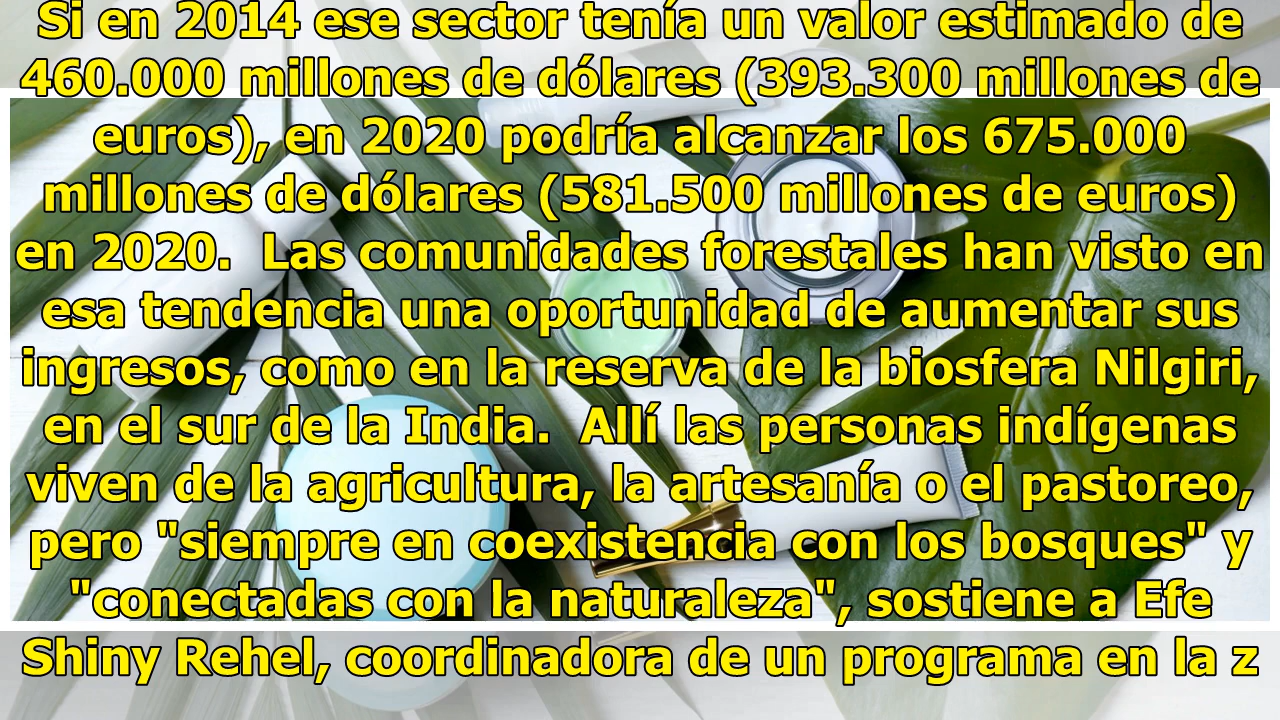 Si en 2014 ese sector tenía un valor estimado de
460.000 millones de dólares (393.300 millones de
euros), en 2020 podría alcanzar los 675.000
millones de dólares (581.500 millones de euros)
en 2020.  Las comunidades forestales han visto en
esa tendencia una oportunidad de aumentar sus
ingresos, como en la reserva de la biosfera Nilgiri,
en el sur de la India.  Allí las personas indígenas
viven de la agricultura, la artesanía o el pastoreo,
pero "siempre en coexistencia con los bosques" y
"conectadas con la naturaleza", sostiene a Efe
Shiny Rehel, coordinadora de un programa en la z